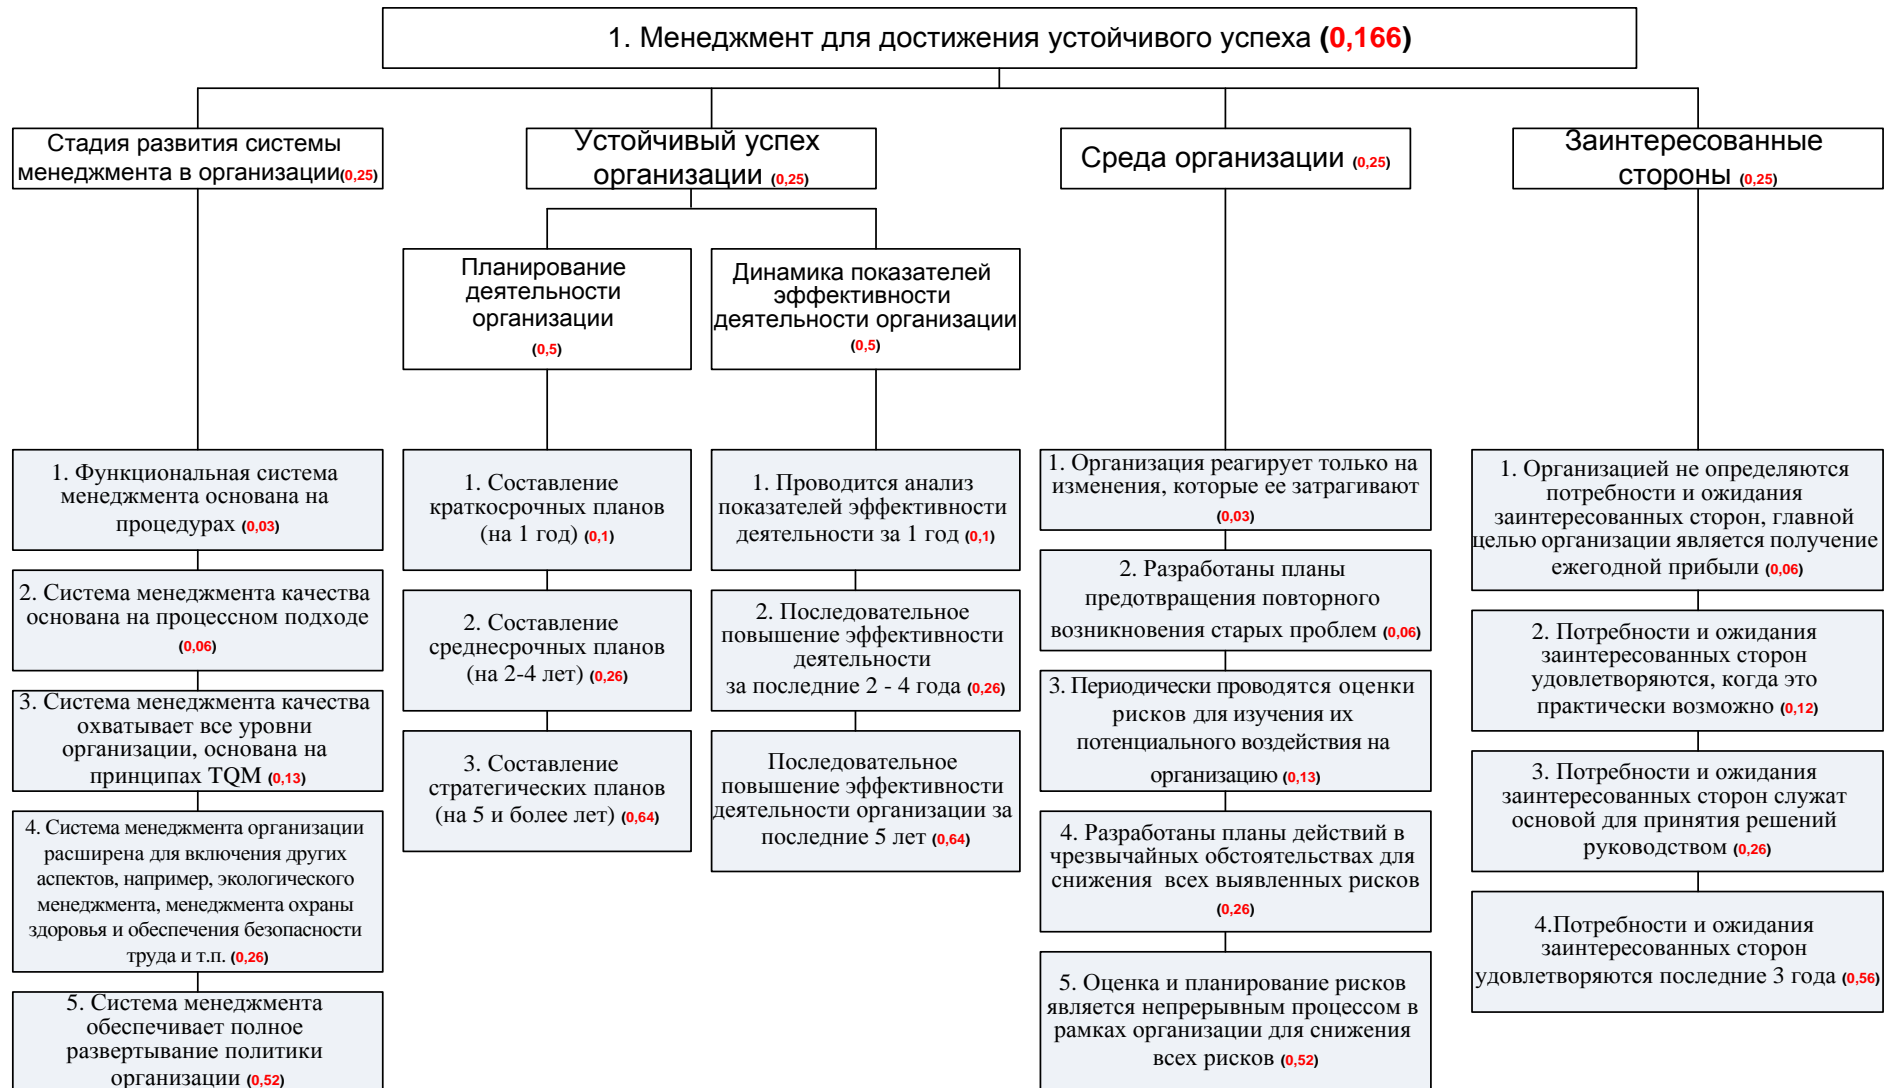 1. Менеджмент для достижения устойчивого успеха (0,166)
Стадия развития системы
менеджмента в организации(0,25)
Устойчивый успех
организации (0,25)
Среда организации (0,25)
Заинтересованные
стороны (0,25)
Планирование
деятельности
организации
(0,5)
Динамика показателей
эффективности
деятельности организации
(0,5)
1. Функциональная система
менеджмента основана на
процедурах (0,03)
2. Система менеджмента качества
основана на процессном подходе
(0,06)
3. Система менеджмента качества
охватывает все уровни
организации, основана на
принципах TQM (0,13)
4. Система менеджмента организации
расширена для включения других
аспектов, например, экологического
менеджмента, менеджмента охраны
здоровья и обеспечения безопасности
труда и т.п. (0,26)
5. Система менеджмента
обеспечивает полное
развертывание политики
организации (0,52)
1. Составление
краткосрочных планов
(на 1 год) (0,1)
2. Составление
среднесрочных планов
(на 2-4 лет) (0,26)
3. Составление
стратегических планов
(на 5 и более лет) (0,64)
1. Проводится анализ
показателей эффективности
деятельности за 1 год (0,1)
2. Последовательное
повышение эффективности
деятельности
за последние 2 - 4 года (0,26)
Последовательное
повышение эффективности
деятельности организации за
последние 5 лет (0,64)
1. Организация реагирует только на
изменения, которые ее затрагивают
(0,03)
2. Разработаны планы
предотвращения повторного
возникновения старых проблем (0,06)
3. Периодически проводятся оценки
рисков для изучения их
потенциального воздействия на
организацию (0,13)
4. Разработаны планы действий в
чрезвычайных обстоятельствах для
снижения всех выявленных рисков
(0,26)
5. Оценка и планирование рисков
является непрерывным процессом в
рамках организации для снижения
всех рисков (0,52)
1. Организацией не определяются
потребности и ожидания
заинтересованных сторон, главной
целью организации является получение
ежегодной прибыли (0,06)
2. Потребности и ожидания
заинтересованных сторон
удовлетворяются, когда это
практически возможно (0,12)
3. Потребности и ожидания
заинтересованных сторон служат
основой для принятия решений
руководством (0,26)
4.Потребности и ожидания
заинтересованных сторон
удовлетворяются последние 3 года (0,56)